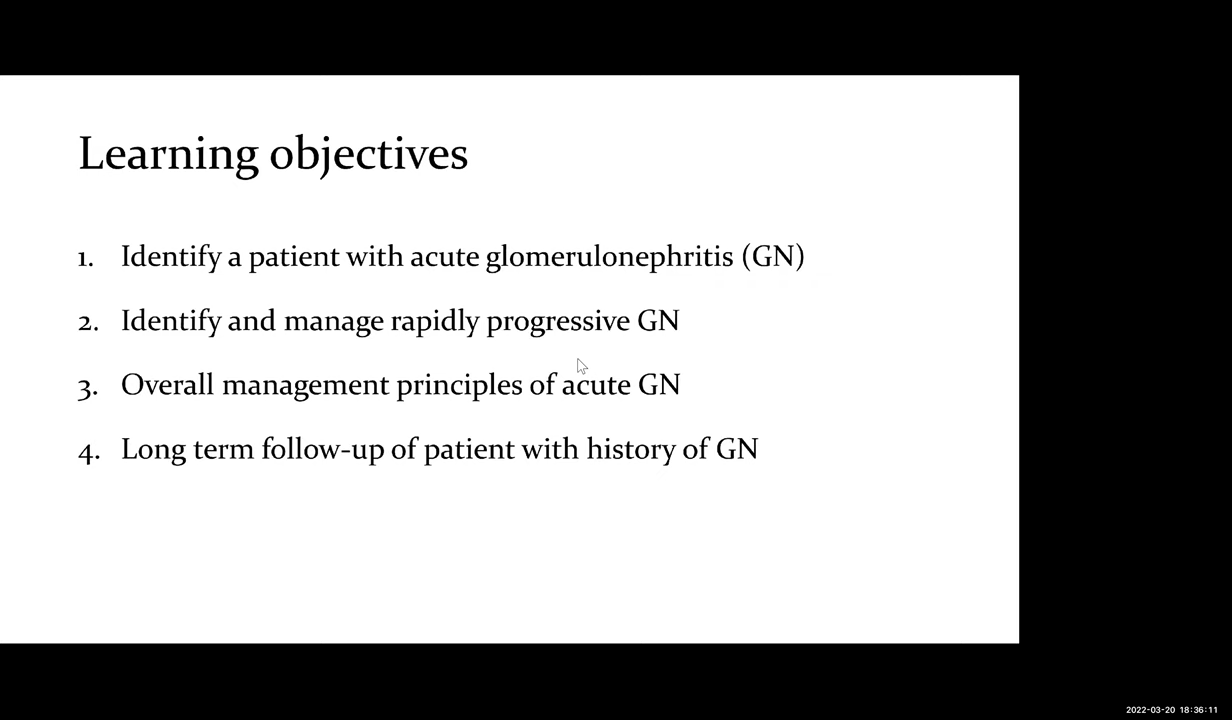 Learning objectives
1. Identify a patient with acute glomerulonephritis (GN)
2. Identify and manage rapidly progressive GN
3. Overall management principles of acute GN
4. Long term follow-up of patient with history of GN
2022-03-20 18:36:11